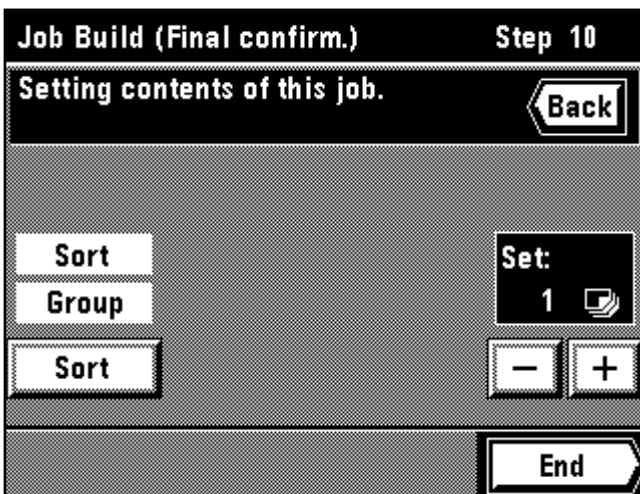 Job Build (Final confirm.) Step 10
Setting contents of this job.
Back
Sort
Group
Sort
Set:
1
− +
End